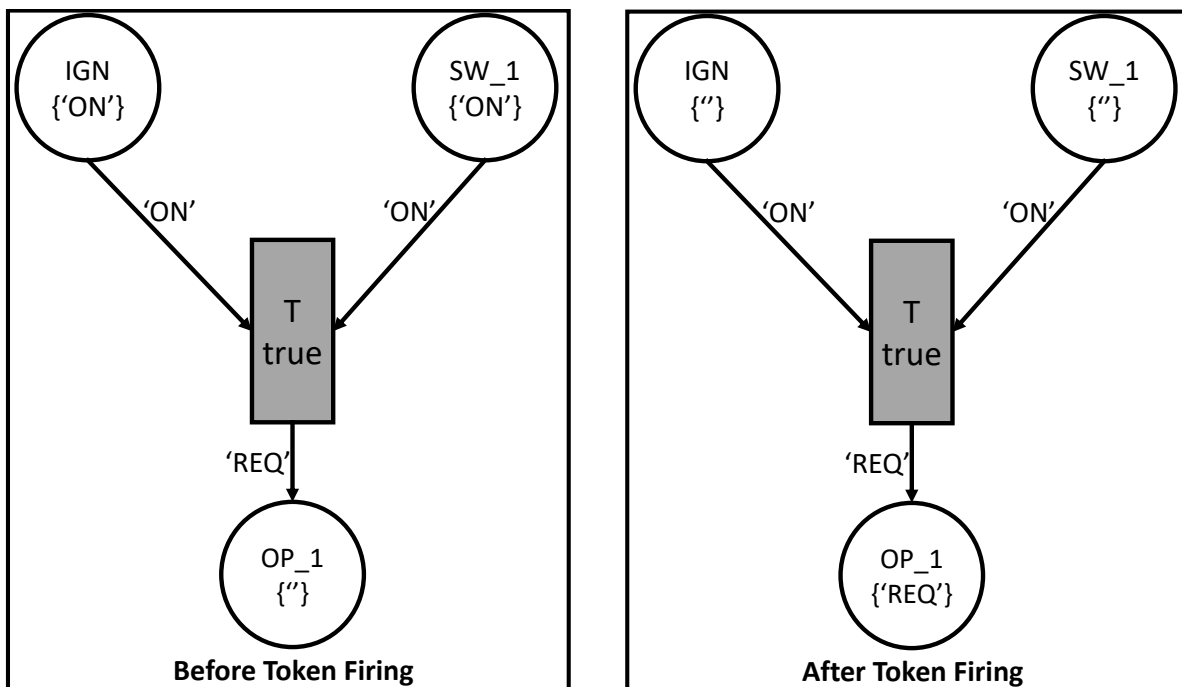 IGN
{‘ON’}
SW_1
{‘ON’}
‘ON’
‘ON’
T
true
‘REQ’
OP_1
{‘’}
Before Token Firing
IGN
{‘’}
SW_1
{‘’}
‘ON’
‘ON’
T
true
‘REQ’
OP_1
{‘REQ’}
After Token Firing